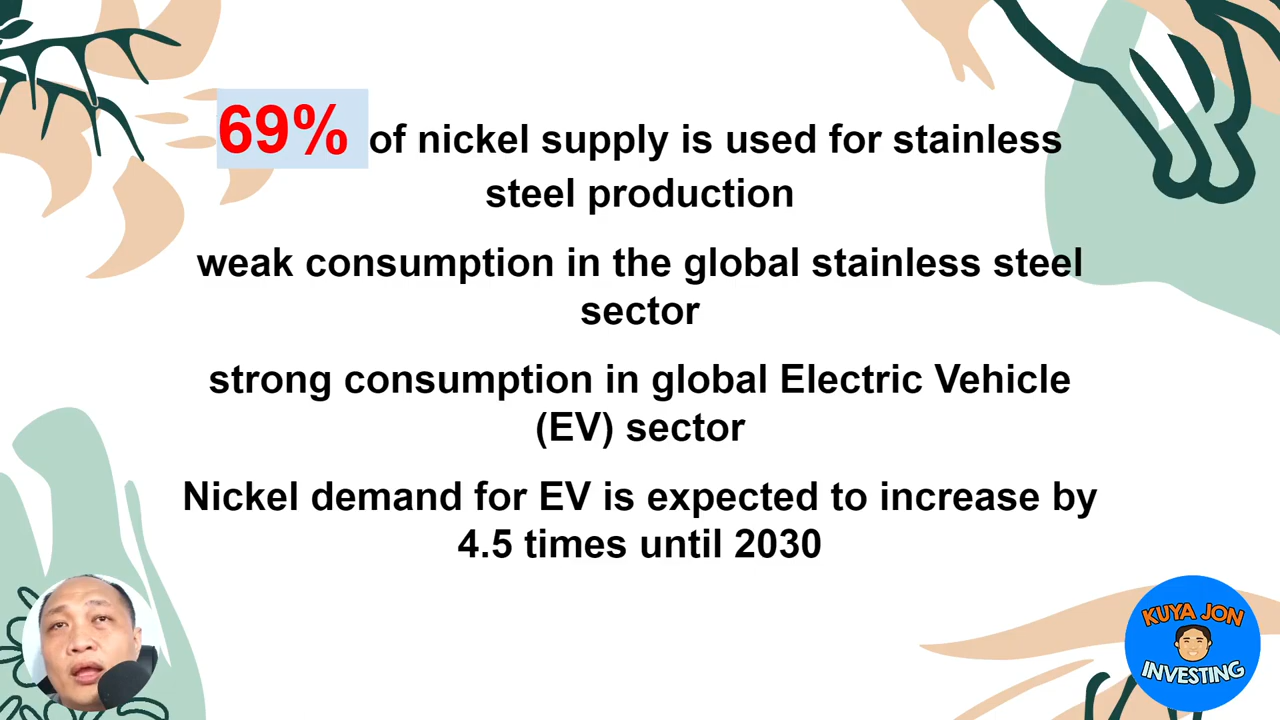 69% of nickel supply is used for stainless
steel production
weak consumption in the global stainless steel
sector
strong consumption in global Electric Vehicle
(EV) sector
Nickel demand for EV is expected to increase by
4.5 times until 2030
KUYA JON
INVESTING